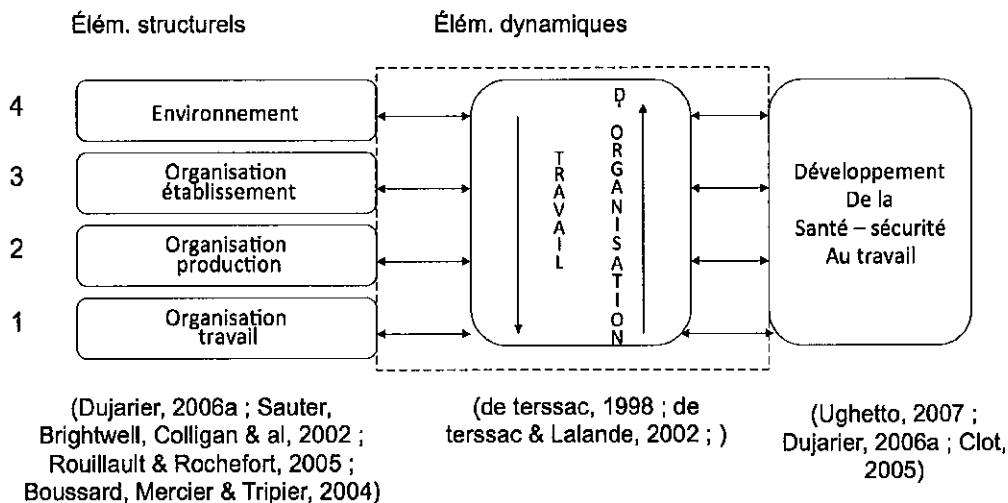 Élém. structurels
Élém. dynamiques
4
Environnement
3
Organisation
établissement
2
Organisation
production
1
Organisation
travail
TRAVAIL
D' ORGANISATION
Développement
De la
Santé – sécurité
Au travail
(Dujarier, 2006a ; Sauter,
Brightwell, Colligan & al, 2002 ;
Rouillault & Rochefort, 2005 ;
Boussard, Mercier & Tripier, 2004)
(de terssac, 1998 ; de
terssac & Lalande, 2002 ; )
(Ughetto, 2007 ;
Dujarier, 2006a ; Clot,
2005)